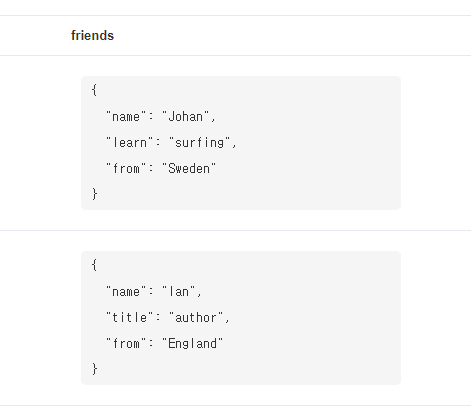 friends
{
"name": "Johan",
"learn": "surfing",
"from": "Sweden"
}
{
"name": "Ian",
"title": "author",
"from": "England"
}